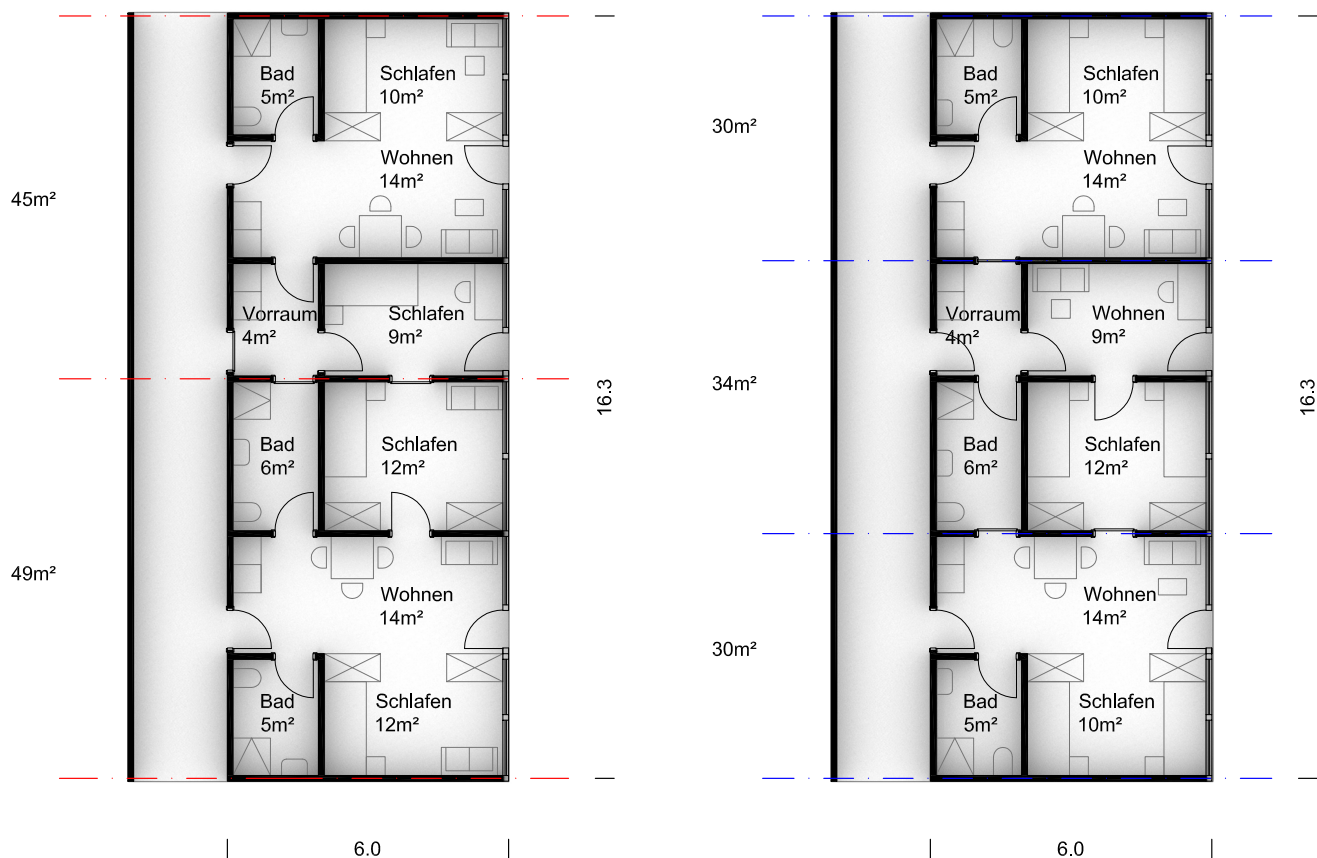 Bad
5m²
Schlafen
10m²
Wohnen
14m²
45m²
Vorraum
4m²
Schlafen
9m²
16.3
Bad
6m²
Schlafen
12m²
49m²
Wohnen
14m²
Bad
5m²
Schlafen
12m²
6.0
Bad
5m²
Schlafen
10m²
30m²
Wohnen
14m²
Vorraum
4m²
Wohnen
9m²
34m²
16.3
Bad
6m²
Schlafen
12m²
Wohnen
14m²
30m²
Bad
5m²
Schlafen
10m²
6.0